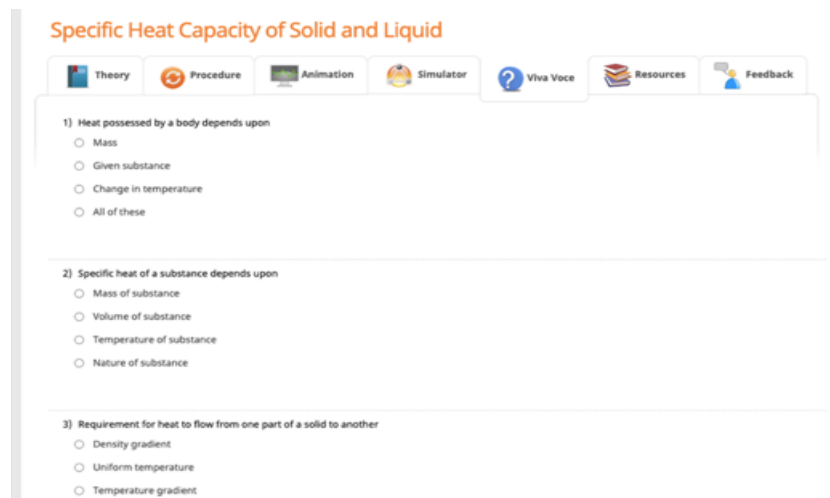 Specific Heat Capacity of Solid and Liquid
Theory Procedure Animation Simulator Viva Voce Resources Feedback
1) Heat possessed by a body depends upon
Mass
Given substance
Change in temperature
All of these
2) Specific heat of a substance depends upon
Mass of substance
Volume of substance
Temperature of substance
Nature of substance
3) Requirement for heat to flow from one part of a solid to another
Density gradient
Uniform temperature
Temperature gradient